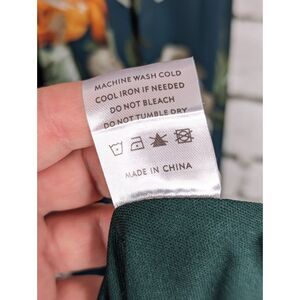 MACHINE WASH COLD
COOL IRON IF NEEDED
DO NOT BLEACH
DO NOT TUMBLE DRY
MADE IN CHINA